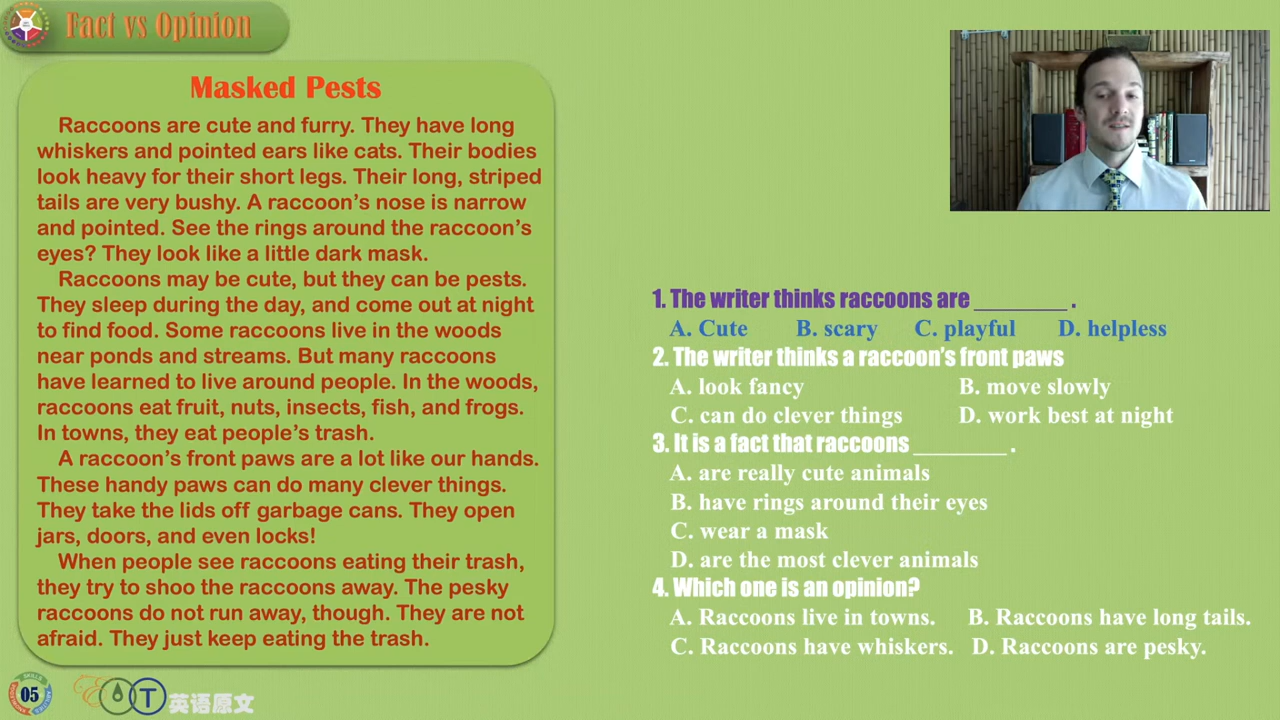 Fact vs Opinion
Masked Pests
Raccoons are cute and furry. They have long
whiskers and pointed ears like cats. Their bodies
look heavy for their short legs. Their long, striped
tails are very bushy. A raccoon's nose is narrow
and pointed. See the rings around the raccoon's
eyes? They look like a little dark mask.
Raccoons may be cute, but they can be pests.
They sleep during the day, and come out at night
to find food. Some raccoons live in the woods
near ponds and streams. But many raccoons
have learned to live around people. In the woods,
raccoons eat fruit, nuts, insects, fish, and frogs.
In towns, they eat people's trash.
A raccoon's front paws are a lot like our hands.
These handy paws can do many clever things.
They take the lids off garbage cans. They open
jars, doors, and even locks!
When people see raccoons eating their trash,
they try to shoo the raccoons away. The pesky
raccoons do not run away, though. They are not
afraid. They just keep eating the trash.
1. The writer thinks raccoons are ________ .
A. Cute B. scary C. playful D. helpless
2. The writer thinks a raccoon's front paws
A. look fancy B. move slowly
C. can do clever things D. work best at night
3. It is a fact that raccoons ________ .
A. are really cute animals
B. have rings around their eyes
C. wear a mask
D. are the most clever animals
4. Which one is an opinion?
A. Raccoons live in towns. B. Raccoons have long tails.
C. Raccoons have whiskers. D. Raccoons are pesky.
SKILLS
05
T 英语原文